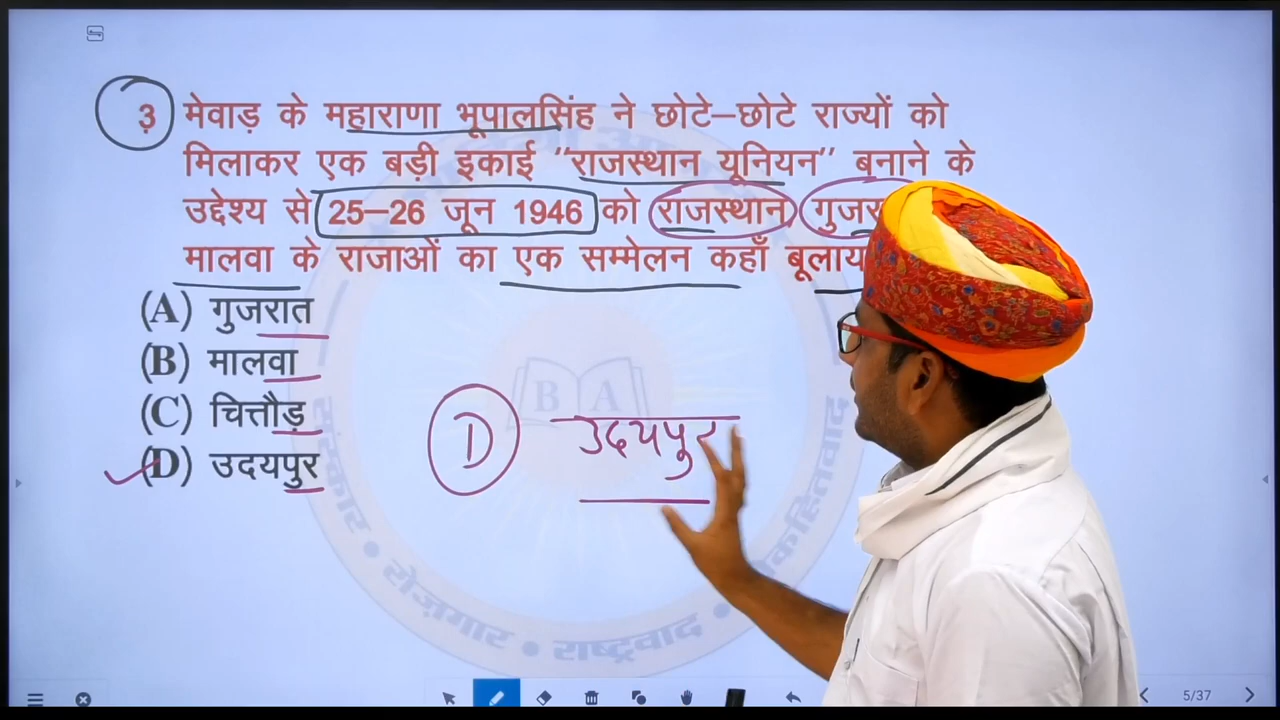 3 मेवाड़ के महाराणा भूपालसिंह ने छोटे–छोटे राज्यों को
मिलाकर एक बड़ी इकाई "राजस्थान यूनियन" बनाने के
उद्देश्य से 25–26 जून 1946 को राजस्थान
मालवा के राजाओं का एक सम्मेलन कहाँ
(A) गुजरात
(B) मालवा
(C) चित्तौड़
(D) उदयपुर
D उदयपुर
B A
संस्कार • रोज़गार • राष्ट्रवाद •
5/37